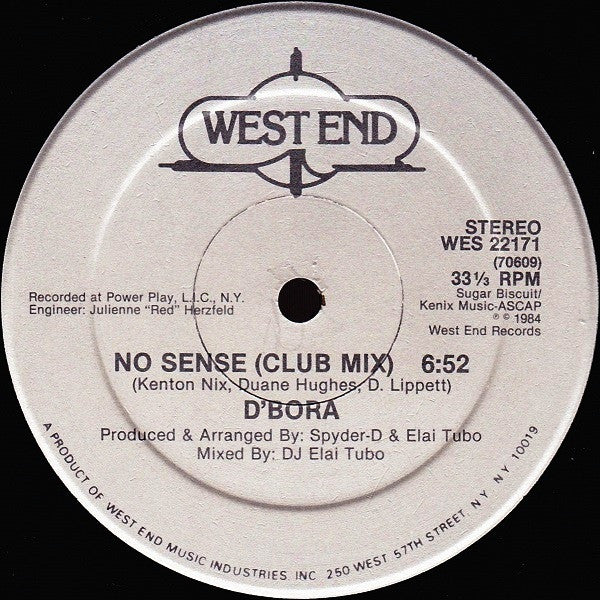 WEST END
STEREO
WES 22171
(70609)
33 1/3 RPM
Sugar Biscuit/
Kenix Music-ASCAP
℗ © 1984
West End Records
Recorded at Power Play, L.I.C., N.Y.
Engineer: Julienne "Red" Herzfeld
NO SENSE (CLUB MIX) 6:52
(Kenton Nix, Duane Hughes, D. Lippett)
D'BORA
Produced & Arranged By: Spyder-D & Elai Tubo
Mixed By: DJ Elai Tubo
A PRODUCT OF WEST END MUSIC INDUSTRIES, INC. 250 WEST 57TH STREET, N.Y., N.Y. 10019